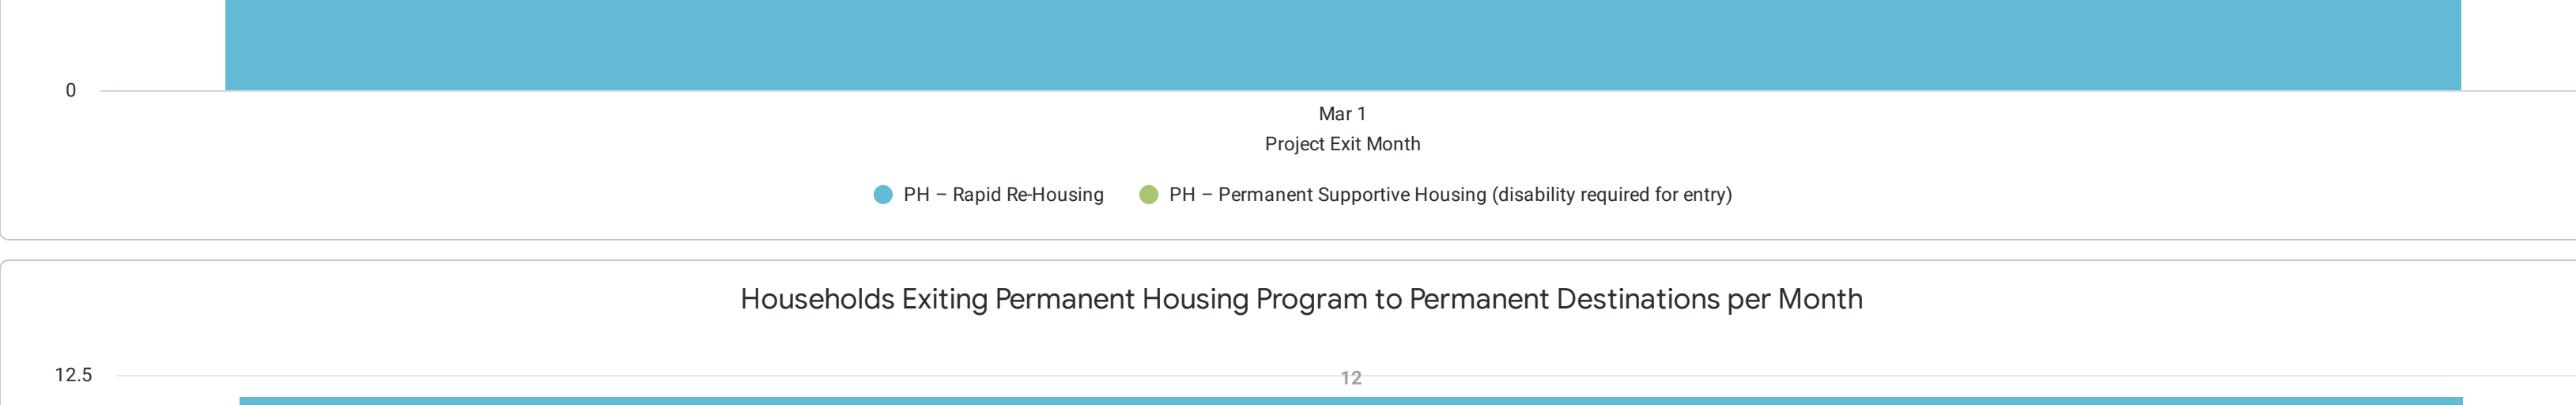 0
Mar 1
Project Exit Month
PH – Rapid Re-Housing PH – Permanent Supportive Housing (disability required for entry)
Households Exiting Permanent Housing Program to Permanent Destinations per Month
12.5
12